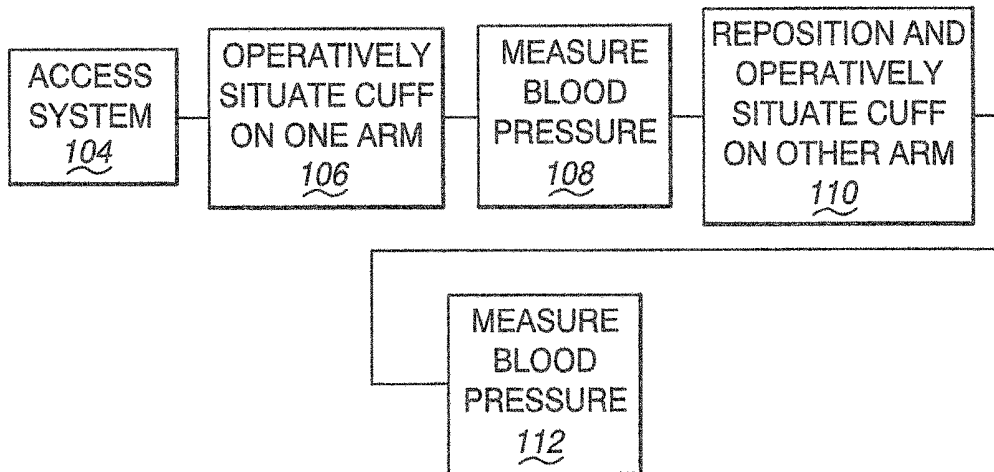 ACCESS
SYSTEM
104
OPERATIVELY
SITUATE CUFF
ON ONE ARM
106
MEASURE
BLOOD
PRESSURE
108
REPOSITION AND
OPERATIVELY
SITUATE CUFF
ON OTHER ARM
110
MEASURE
BLOOD
PRESSURE
112